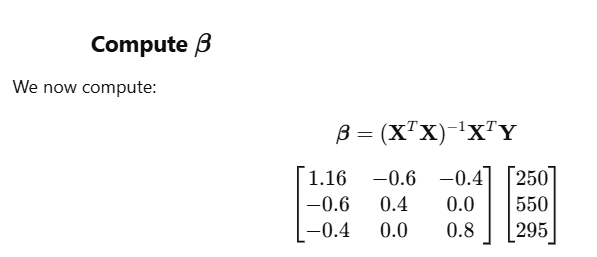 Compute β
We now compute:
β = (XᵀX)⁻¹XᵀY
[1.16 −0.6 −0.4] [250]
[−0.6 0.4 0.0] [550]
[−0.4 0.0 0.8] [295]